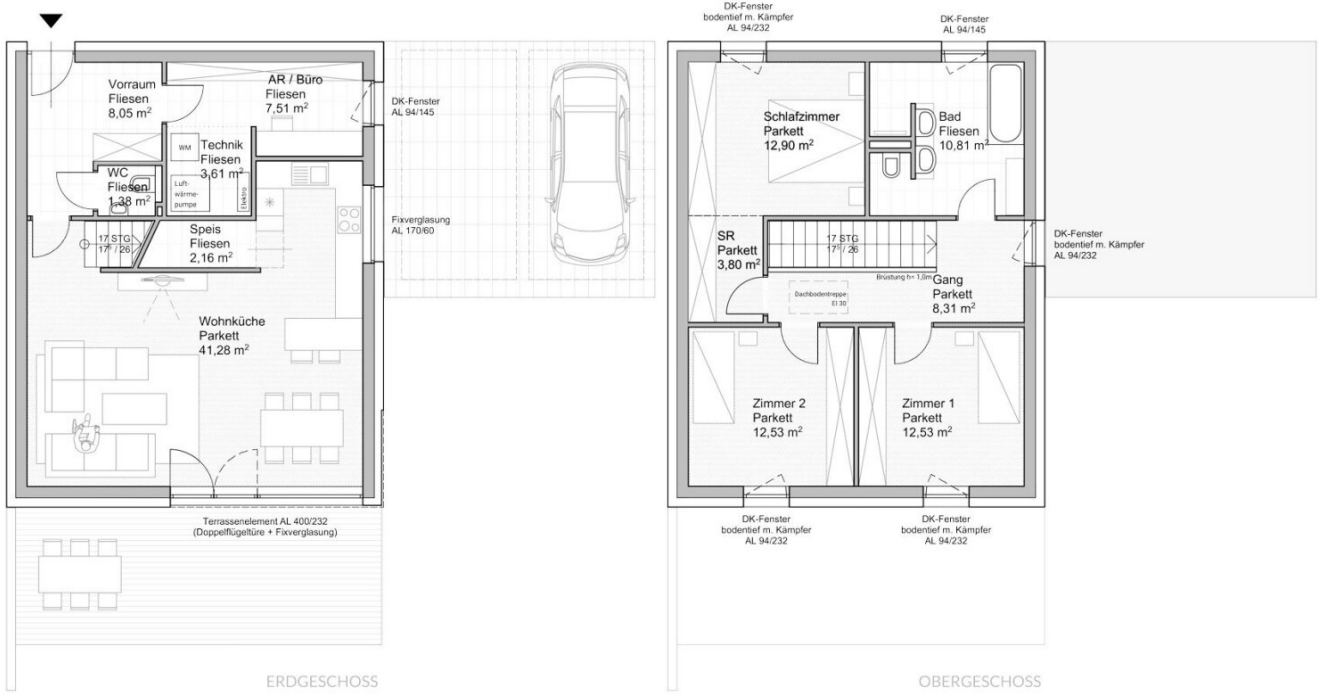 Vorraum
Fliesen
8,05 m²
AR / Büro
Fliesen
7,51 m²
DK-Fenster
AL 94/145
WM
Technik
Fliesen
3,61 m²
Luft-
wärme-
pumpe
Elektro.
WC
Fliesen
1,38 m²
Fixverglasung
AL 170/60
17 STG
17⁵ / 26
Speis
Fliesen
2,16 m²
Wohnküche
Parkett
41,28 m²
Terrassenelement AL 400/232
(Doppelflügeltüre + Fixverglasung)
ERDGESCHOSS
DK-Fenster
bodentief m. Kämpfer
AL 94/232
DK-Fenster
AL 94/145
Schlafzimmer
Parkett
12,90 m²
Bad
Fliesen
10,81 m²
SR
Parkett
3,80 m²
17 STG
17⁵ / 26
Brüstung h= 1,0m
DK-Fenster
bodentief m. Kämpfer
AL 94/232
Gang
Parkett
8,31 m²
Dachbodentreppe
EI 30
Zimmer 2
Parkett
12,53 m²
Zimmer 1
Parkett
12,53 m²
DK-Fenster
bodentief m. Kämpfer
AL 94/232
DK-Fenster
bodentief m. Kämpfer
AL 94/232
OBERGESCHOSS